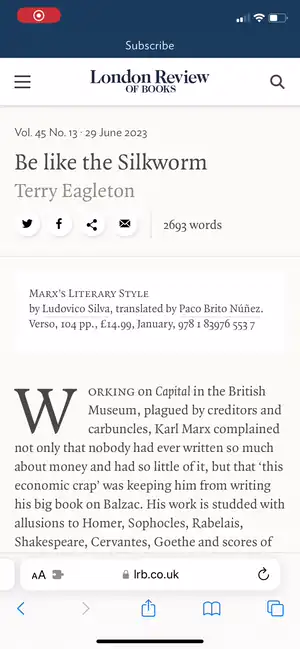 Subscribe
London Review
OF BOOKS
Vol. 45 No. 13 · 29 June 2023
Be like the Silkworm
Terry Eagleton
2693 words
MARX'S LITERARY STYLE
by Ludovico Silva, translated by Paco Brito Núñez.
Verso, 104 pp., £14.99, January, 978 1 83976 553 7
WORKING on Capital in the British
Museum, plagued by creditors and
carbuncles, Karl Marx complained
not only that nobody had ever written so much
about money and had so little of it, but that ‘this
economic crap’ was keeping him from writing
his big book on Balzac. His work is studded with
allusions to Homer, Sophocles, Rabelais,
Shakespeare, Cervantes, Goethe and scores of
AA lrb.co.uk